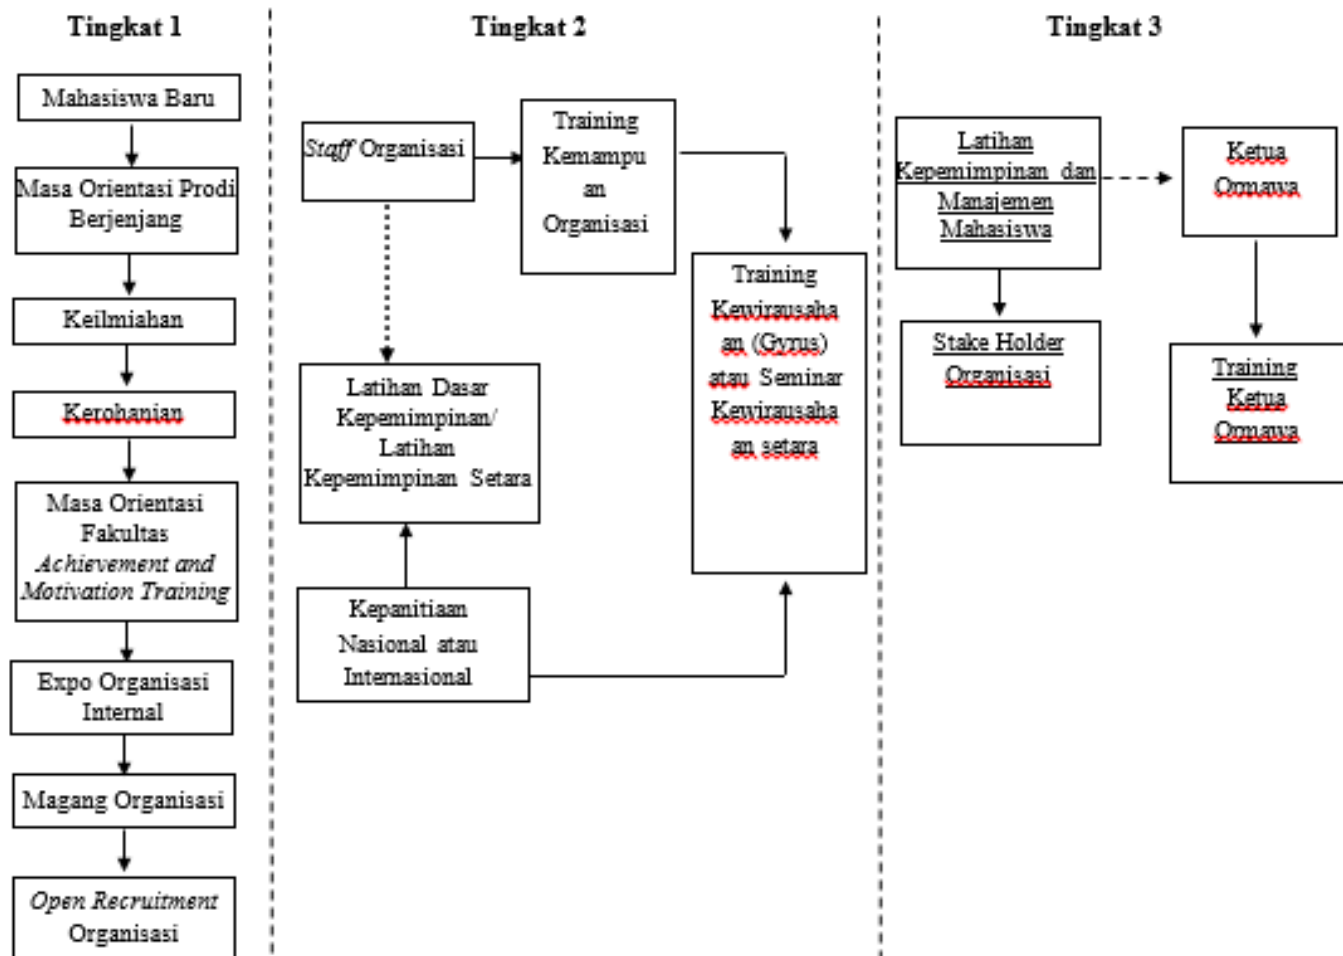 Tingkat 1
Mahasiswa Baru
Masa Orientasi Prodi
Berjenjang
Keilmiahan
Kerohanian
Masa Orientasi
Fakultas
Achievement and
Motivation Training
Expo Organisasi
Internal
Magang Organisasi
Open Recruitment
Organisasi
Tingkat 2
Staff Organisasi
Training
Kemampu
an
Organisasi
Latihan Dasar
Kepemimpinan/
Latihan
Kepemimpinan Setara
Kepanitiaan
Nasional atau
Internasional
Training
Kewirausaha
an (Gyrus)
atau Seminar
Kewirausaha
an setara
Tingkat 3
Latihan
Kepemimpinan dan
Manajemen
Mahasiswa
Stake Holder
Organisasi
Ketua
Ormawa
Training
Ketua
Ormawa